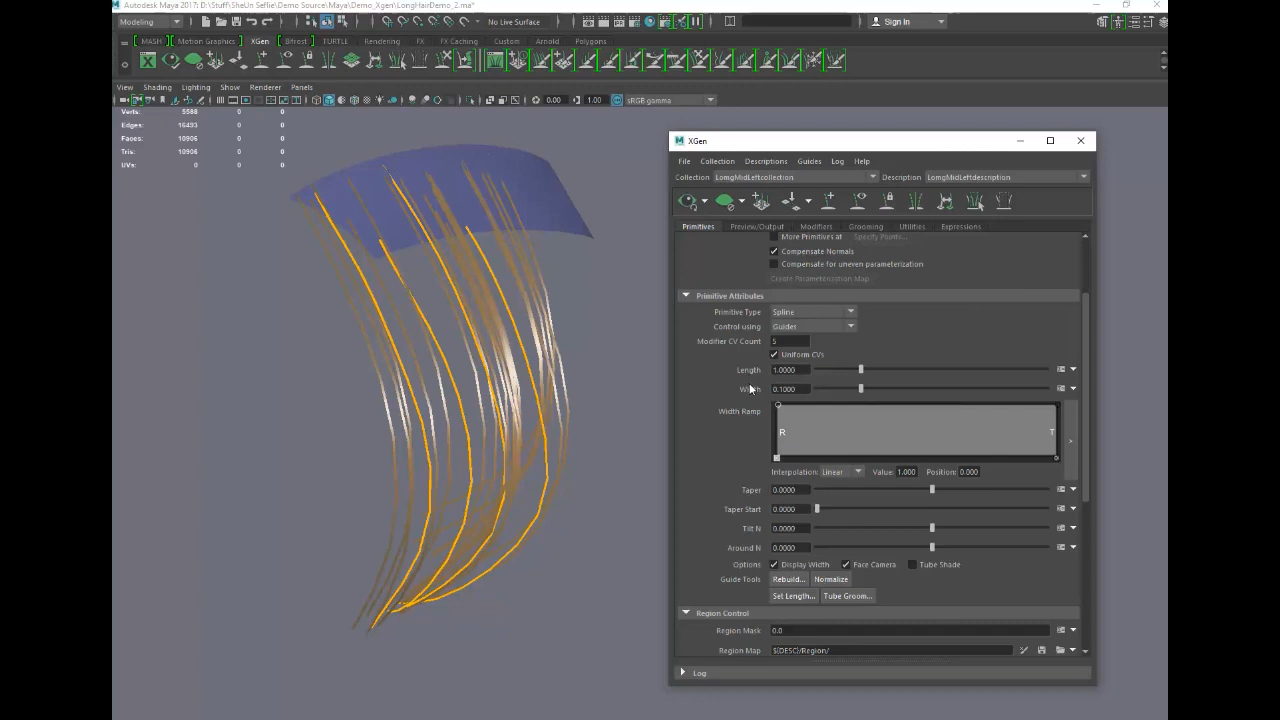 Autodesk Maya 2017: D:\Stuff\SheUn Selfie\Demo Source\Maya\Demo_Xgen\LongHairDemo_2.ma*
Modeling
No Live Surface
Sign In
MASH Motion Graphics XGen Bifrost TURTLE Rendering FX FX Caching Custom Arnold Polygons
View Shading Lighting Show Renderer Panels
0.00 1.00 sRGB gamma
Verts: 5588 0 0
Edges: 16493 0 0
Faces: 10906 0 0
Tris: 10906 0 0
UVs: 0 0 0
XGen
File Collection Descriptions Guides Log Help
Collection LomgMidLeftcollection Description LomgMidLeftdescription
Primitives Preview/Output Modifiers Grooming Utilities Expressions
More Primitives at Specify Points...
Compensate Normals
Compensate for uneven parameterization
Create Parameterization Map
Primitive Attributes
Primitive Type Spline
Control using Guides
Modifier CV Count 5
Uniform CVs
Length 1.0000
Width 0.1000
Width Ramp
R T
Interpolation: Linear Value: 1.000 Position: 0.000
Taper 0.0000
Taper Start 0.0000
Tilt N 0.0000
Around N 0.0000
Options Display Width Face Camera Tube Shade
Guide Tools Rebuild... Normalize
Set Length... Tube Groom...
Region Control
Region Mask 0.0
Region Map ${DESC}/Region/
Log